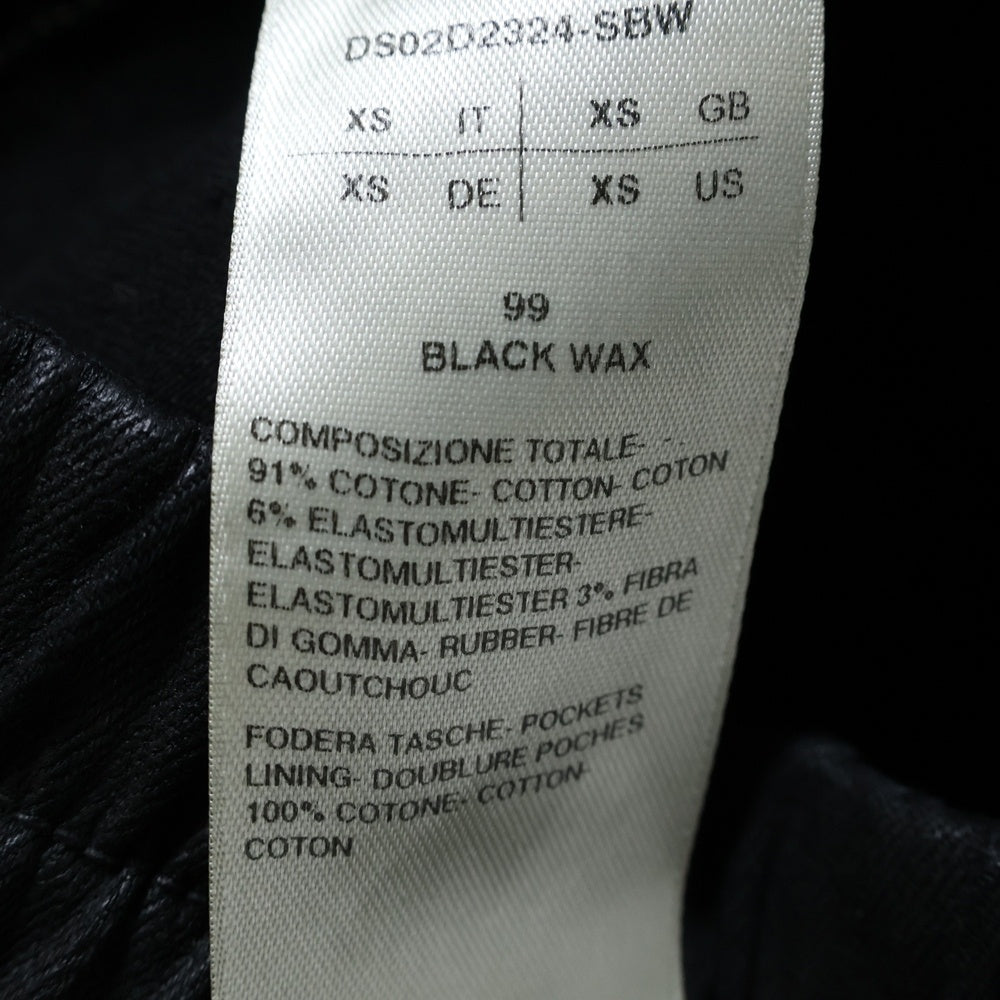 DS02D2324-SBW
XS IT XS GB
XS DE XS US
99
BLACK WAX
COMPOSIZIONE TOTALE- - -
91% COTONE- COTTON- COTON
6% ELASTOMULTIESTERE-
ELASTOMULTIESTER-
ELASTOMULTIESTER 3% FIBRA
DI GOMMA- RUBBER- FIBRE DE
CAOUTCHOUC
FODERA TASCHE- POCKETS
LINING- DOUBLURE POCHES
100% COTONE- COTTON-
COTON